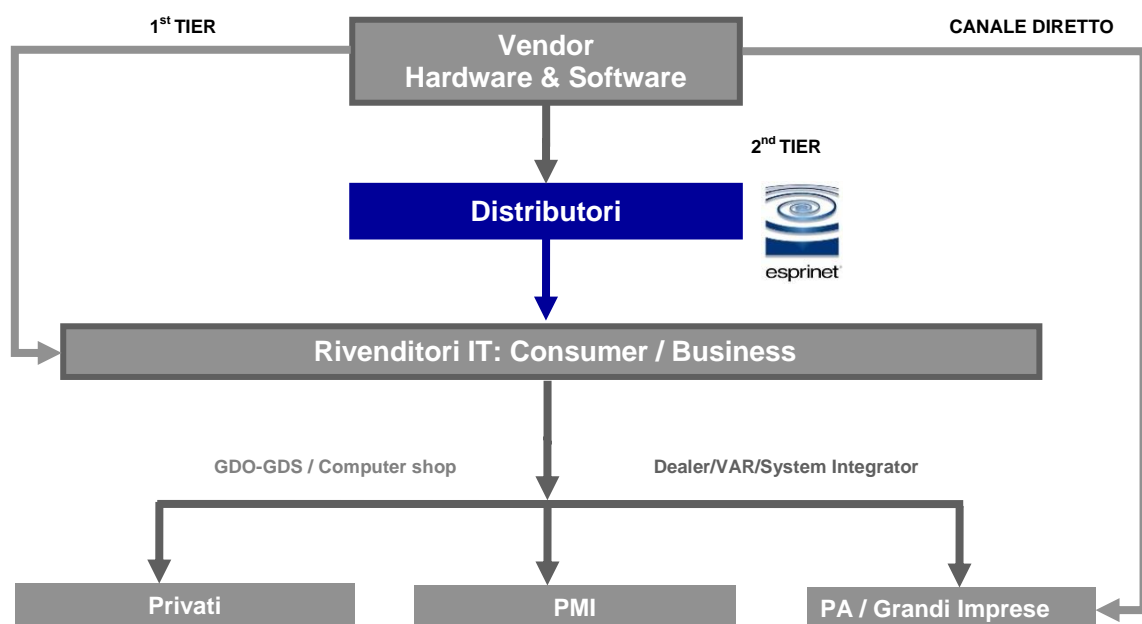 1st TIER
CANALE DIRETTO
Vendor
Hardware & Software
2nd TIER
Distributori
esprinet
Rivenditori IT: Consumer / Business
GDO-GDS / Computer shop
Dealer/VAR/System Integrator
Privati
PMI
PA / Grandi Imprese